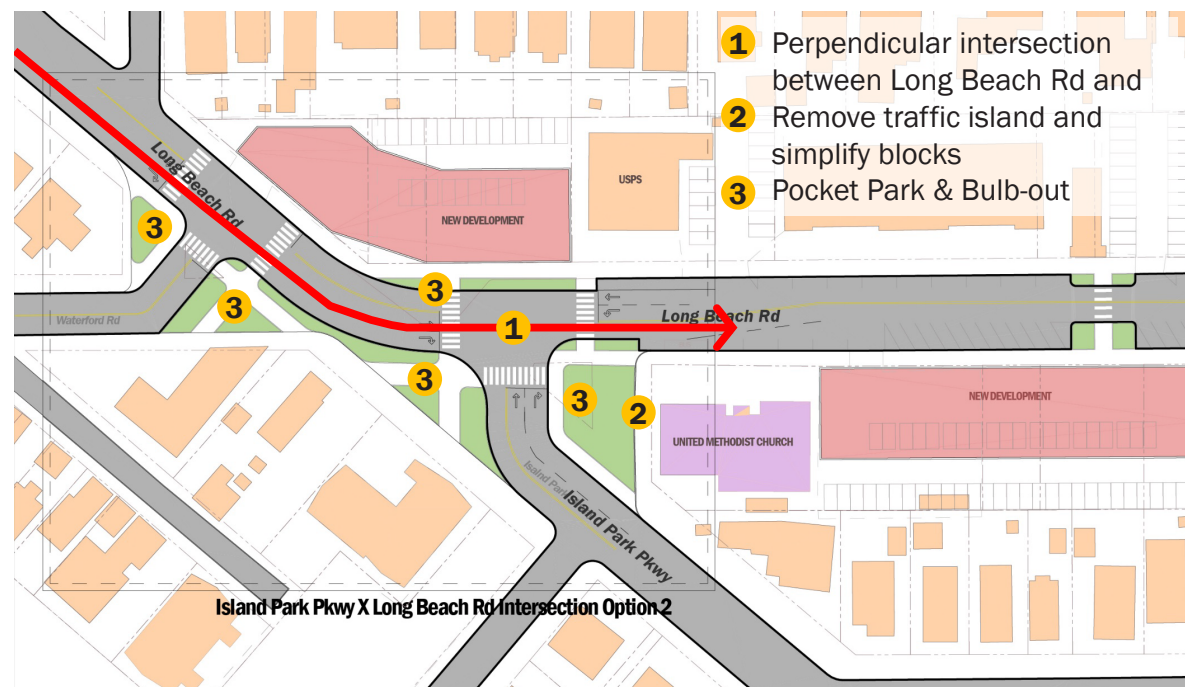 1 Perpendicular intersection
between Long Beach Rd and
2 Remove traffic island and
simplify blocks
3 Pocket Park & Bulb-out
Long Beach Rd
USPS
NEW DEVELOPMENT
3
3
3
1
Long Beach Rd
Waterford Rd
3
3
2
NEW DEVELOPMENT
UNITED METHODIST CHURCH
Island Park Pkwy
Island Park Pkwy X Long Beach Rd Intersection Option 2